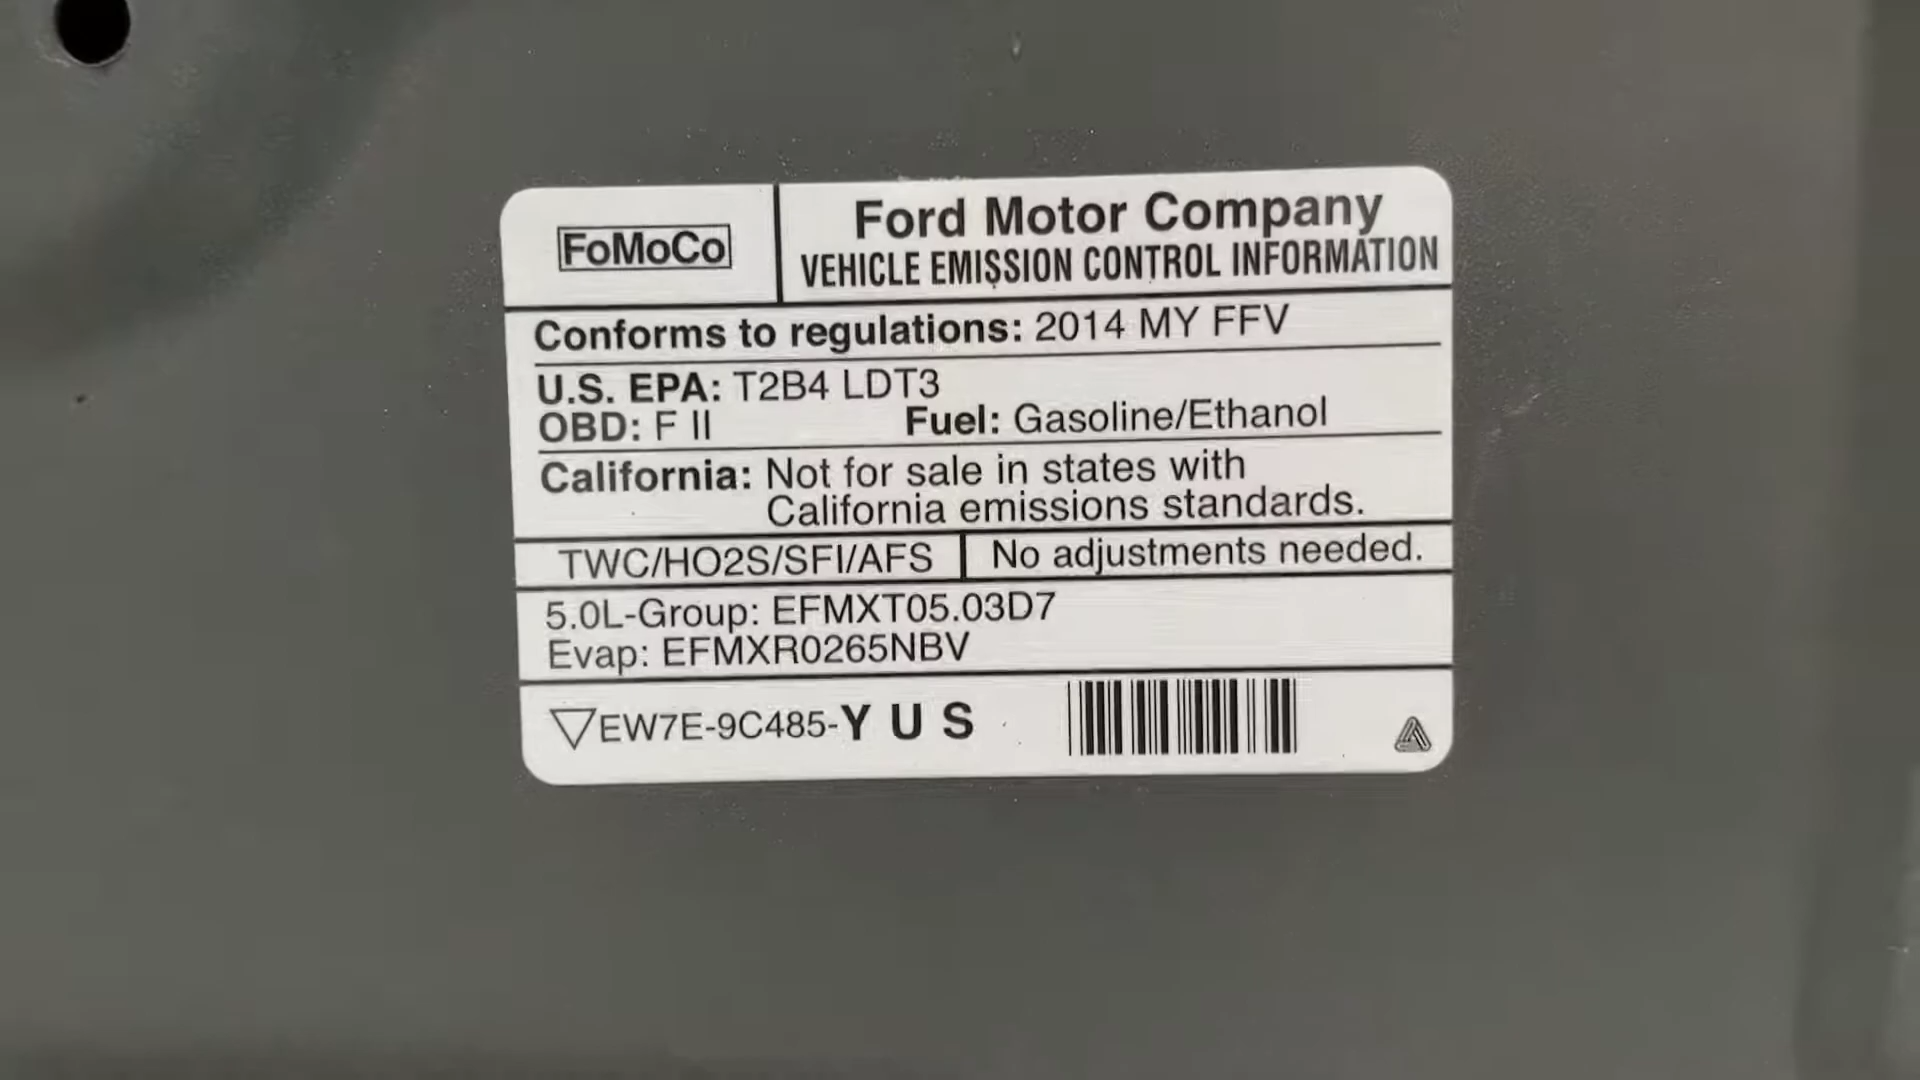 FoMoCo
Ford Motor Company
VEHICLE EMISSION CONTROL INFORMATION
Conforms to regulations: 2014 MY FFV
U.S. EPA: T2B4 LDT3
OBD: F II Fuel: Gasoline/Ethanol
California: Not for sale in states with
California emissions standards.
TWC/HO2S/SFI/AFS No adjustments needed.
5.0L-Group: EFMXT05.03D7
Evap: EFMXR0265NBV
EW7E-9C485-Y U S